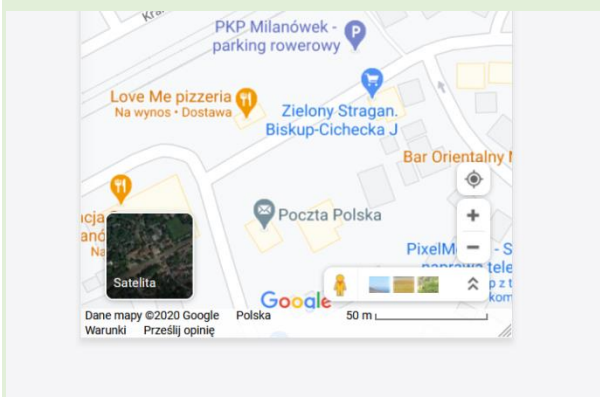 PKP Milanówek -
parking rowerowy
P
Love Me pizzeria
Na wynos • Dostawa
Zielony Stragan.
Biskup-Cichecka J
Bar Orientalny
Poczta Polska
Satelita
Google
Dane mapy ©2020 Google Polska 50 m
Warunki Prześlij opinię